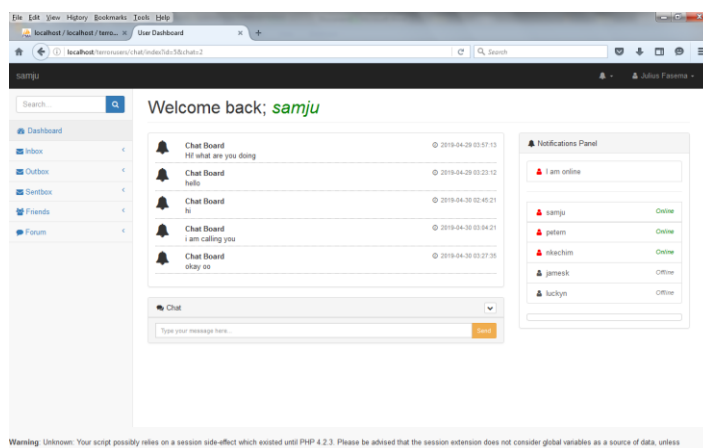 File Edit View History Bookmarks Tools Help
localhost / localhost / terro... × User Dashboard × +
localhost/terrorusers/chat/index?id=5&chat=2 Search
samju Julius Fasema
Search...
Welcome back; samju
Dashboard
Inbox
Outbox
Sentbox
Friends
Forum
Chat Board 2019-04-29 03:57:13
Hi! what are you doing
Chat Board 2019-04-29 03:23:12
hello
Chat Board 2019-04-30 02:45:21
hi
Chat Board 2019-04-30 03:04:21
i am calling you
Chat Board 2019-04-30 03:27:35
okay oo
Chat
Type your message here... Send
Notifications Panel
I am online
samju Online
petern Online
nkechim Online
jamesk Offline
luckyn Offline
Warning: Unknown: Your script possibly relies on a session side-effect which existed until PHP 4.2.3. Please be advised that the session extension does not consider global variables as a source of data, unless